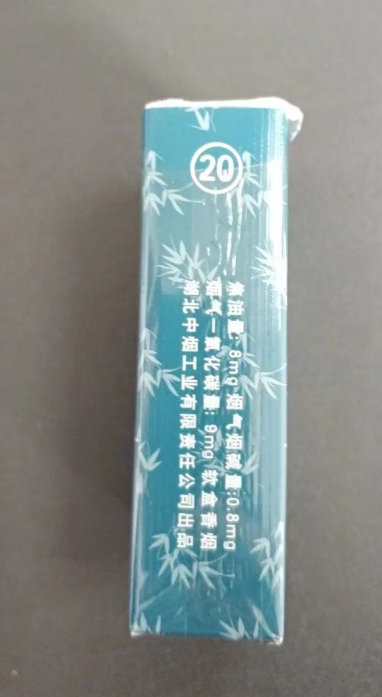 20
焦油量:8mg 烟气烟碱量:0.8mg
烟气一氧化碳量:9mg 软盒香烟
湖北中烟工业有限责任公司出品